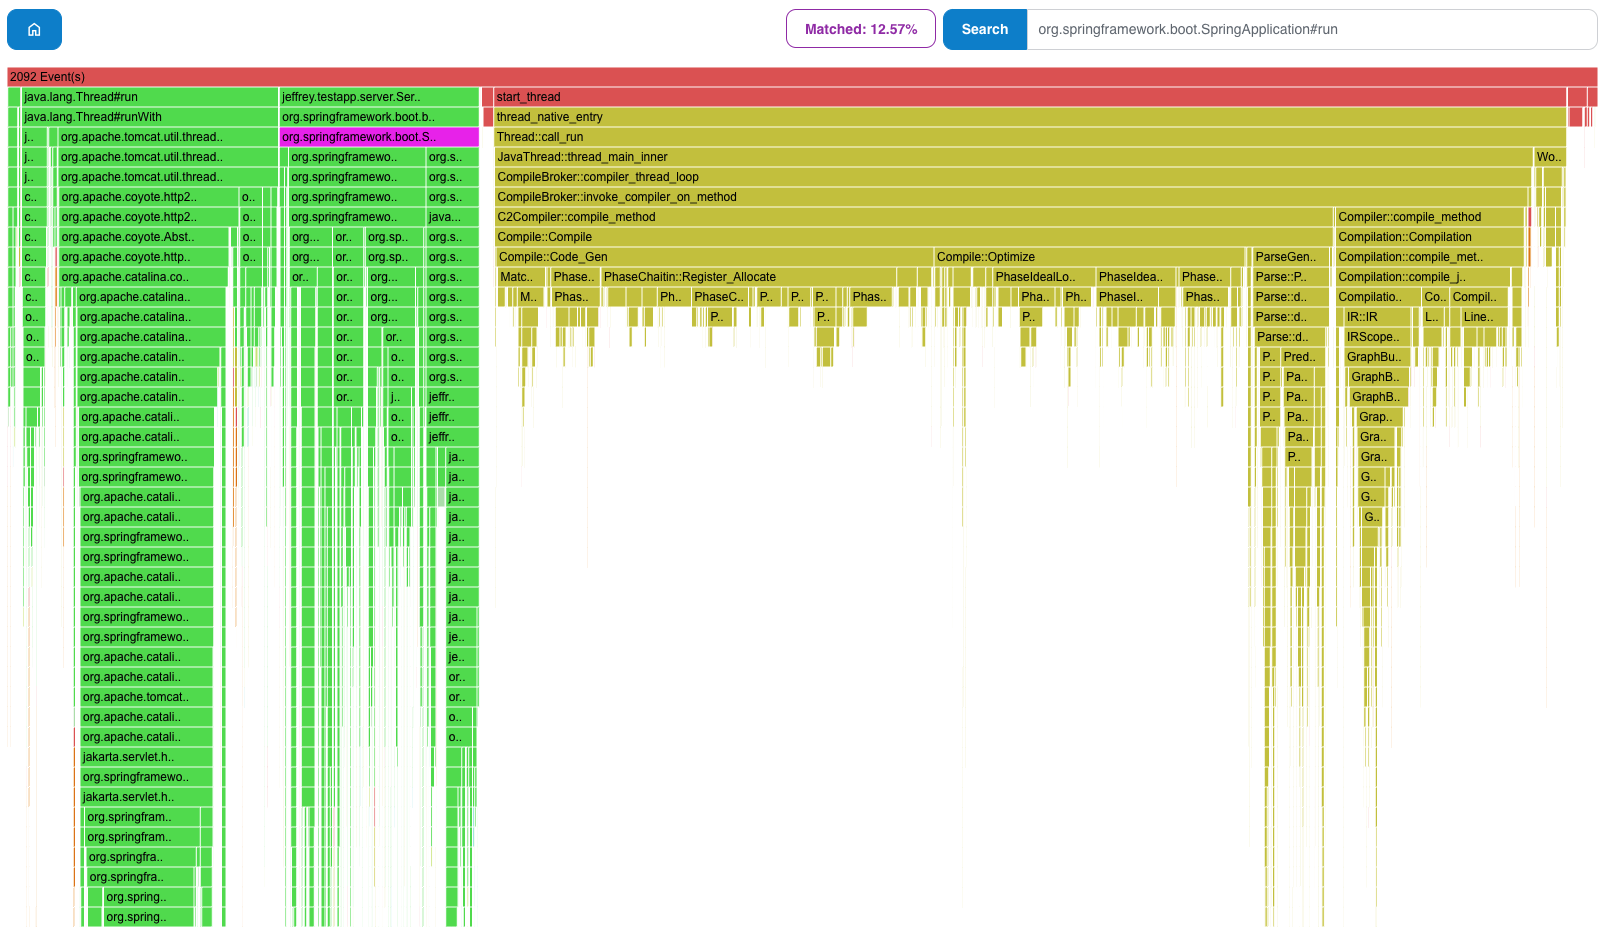 Matched: 12.57% Search org.springframework.boot.SpringApplication#run
2092 Event(s)
java.lang.Thread#run jeffrey.testapp.server.Ser.. start_thread
java.lang.Thread#runWith org.springframework.boot.b.. thread_native_entry
j.. org.apache.tomcat.util.thread.. org.springframework.boot.S.. Thread::call_run
j.. org.apache.tomcat.util.thread.. org.springframewo.. org.s.. JavaThread::thread_main_inner Wo..
j.. org.apache.tomcat.util.thread.. org.springframewo.. org.s.. CompileBroker::compiler_thread_loop
c.. org.apache.coyote.http2.. o.. org.springframewo.. org.s.. CompileBroker::invoke_compiler_on_method
c.. org.apache.coyote.http2.. o.. org.springframewo.. java... C2Compiler::compile_method Compiler::compile_method
c.. org.apache.coyote.Abst.. o.. org... or.. org.sp.. org.s.. Compile::Compile Compilation::Compilation
c.. org.apache.coyote.http.. o.. org... or.. org.sp.. org.s.. Compile::Code_Gen Compile::Optimize ParseGen.. Compilation::compile_met..
c.. org.apache.catalina.co.. or.. or.. org... org.s.. Matc.. Phase.. PhaseChaitin::Register_Allocate PhaseIdealLo.. PhaseIdea.. Phase.. Parse::P.. Compilation::compile_j..
c.. org.apache.catalina.. or.. org... org.s.. M.. Phas.. Ph.. PhaseC.. P.. P.. P.. Phas.. Pha.. Ph.. PhaseI.. Phas.. Parse::d.. Compilatio.. Co.. Compil..
o.. org.apache.catalina.. or.. org... org.s.. P.. P.. P.. Parse::d.. IR::IR L.. Line..
o.. org.apache.catalina.. or.. or.. org.s.. Parse::d.. IRScope..
o.. org.apache.catalin.. or.. o.. org.s.. P.. Pred.. GraphBu..
org.apache.catalin.. or.. o.. org.s.. P.. Pa.. GraphB..
org.apache.catalin.. or.. j.. jeffr.. P.. Pa.. GraphB..
org.apache.catali.. o.. jeffr.. P.. Pa.. Grap..
org.apache.catali.. o.. jeffr.. Pa.. Gra..
org.springframewo.. ja.. P.. Gra..
org.springframewo.. ja.. G..
org.apache.catali.. ja.. G..
org.apache.catali.. ja.. G..
org.springframewo.. ja..
org.springframewo.. ja..
org.apache.catali.. ja..
org.apache.catali.. ja..
org.springframewo.. ja..
org.springframewo.. je..
org.apache.catali.. je..
org.apache.catali.. or..
org.apache.tomcat.. or..
org.apache.catali.. o..
org.apache.catali.. o..
jakarta.servlet.h..
org.springframewo..
jakarta.servlet.h..
org.springfram..
org.springfram..
org.springfra..
org.springfra..
org.spring..
org.spring..